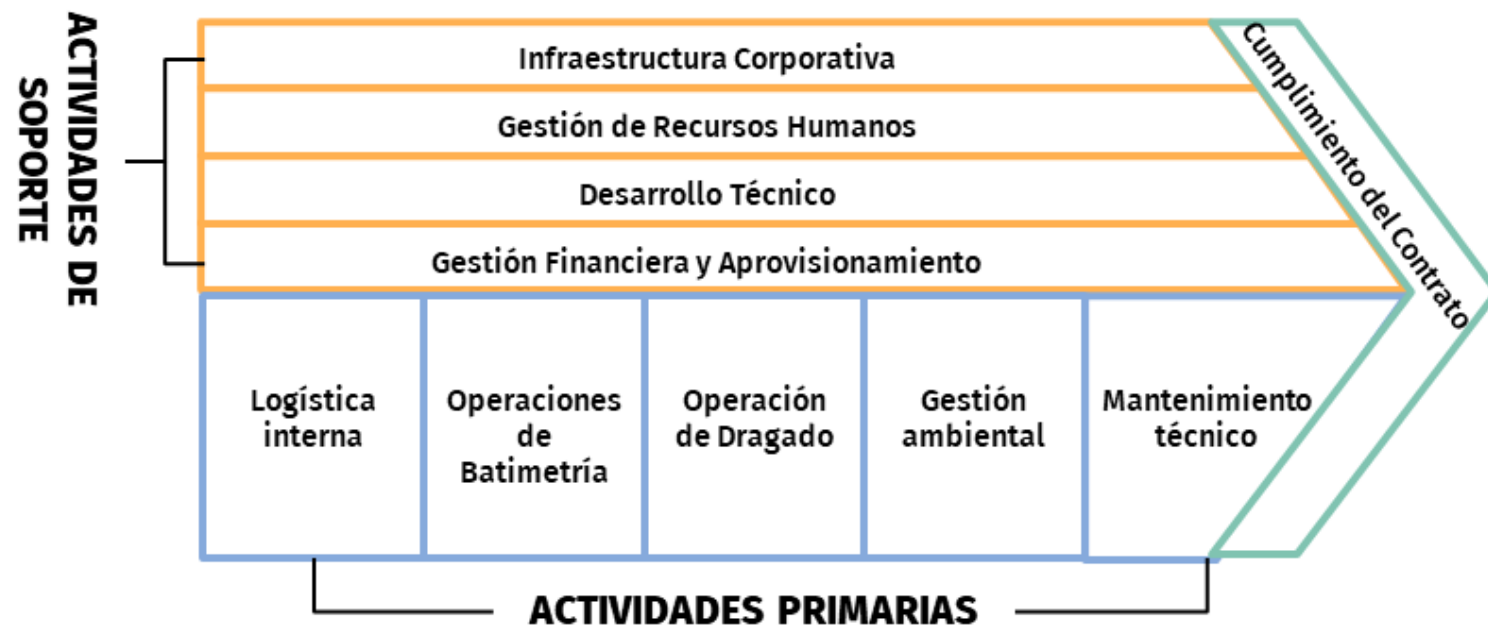 ACTIVIDADES DE
SOPORTE
Infraestructura Corporativa
Gestión de Recursos Humanos
Desarrollo Técnico
Gestión Financiera y Aprovisionamiento
Cumplimiento del Contrato
Logística
interna
Operaciones
de
Batimetría
Operación
de Dragado
Gestión
ambiental
Mantenimiento
técnico
ACTIVIDADES PRIMARIAS